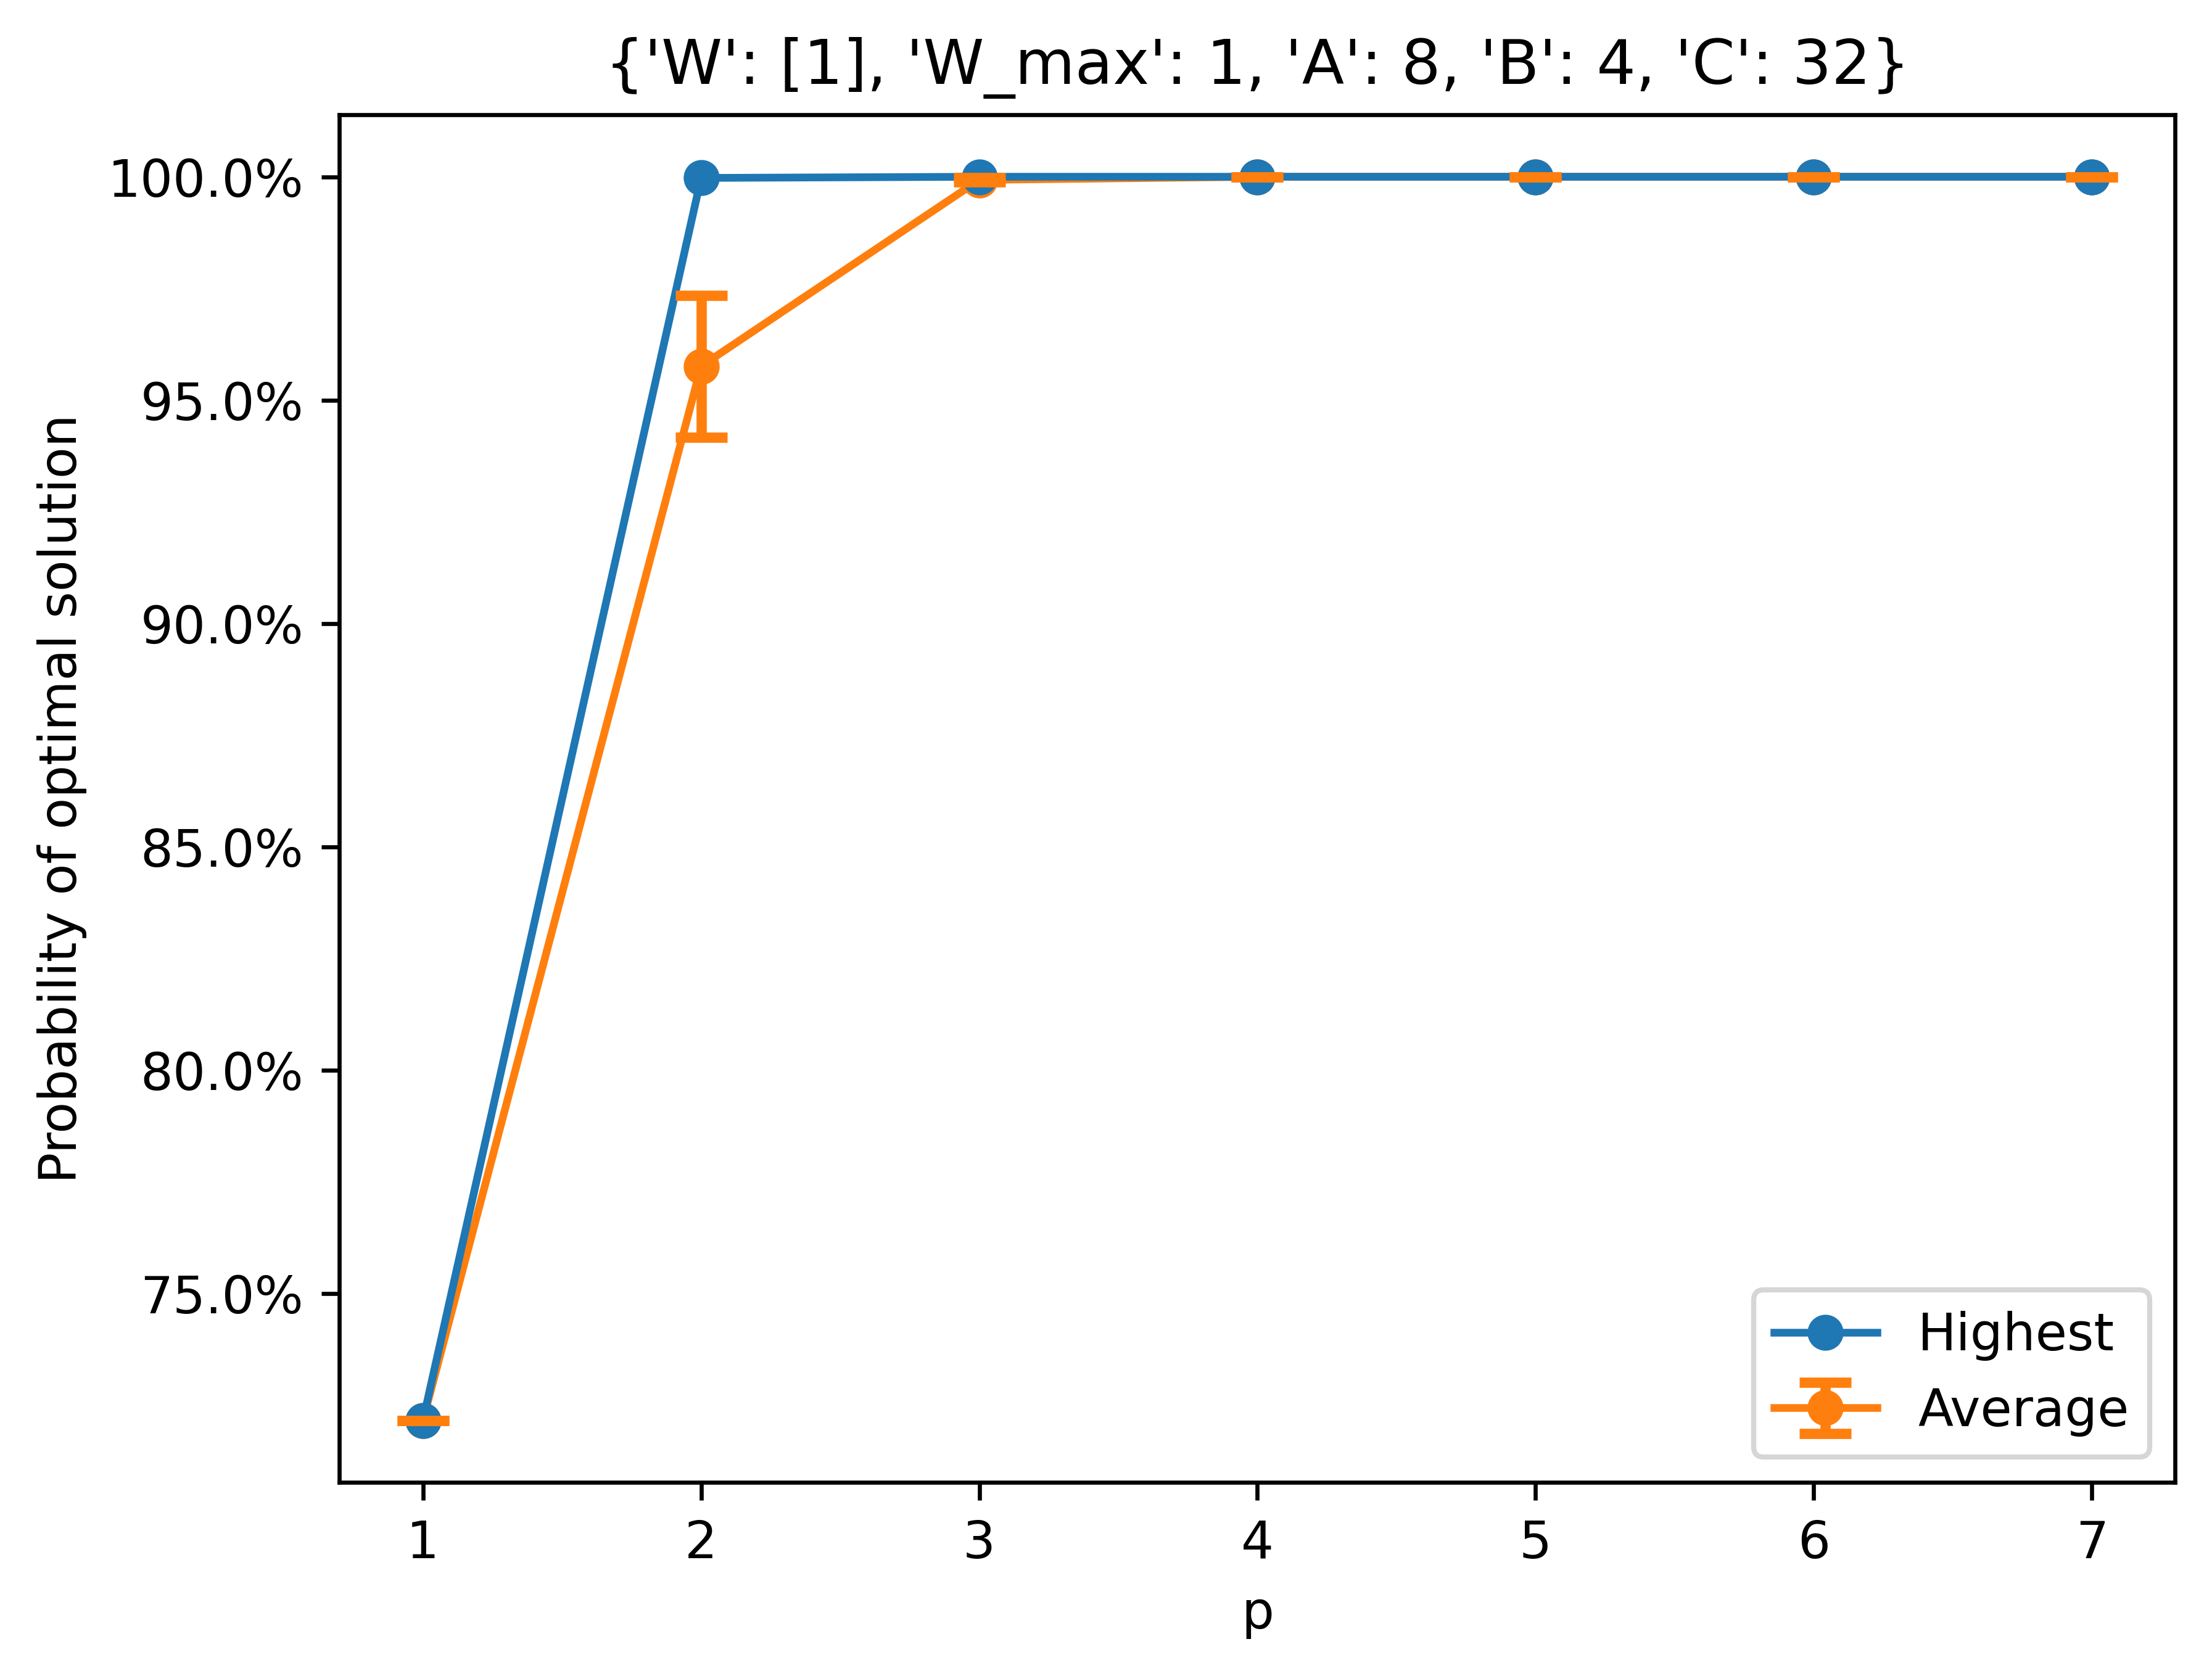 {'W': [1], 'W_max': 1, 'A': 8, 'B': 4, 'C': 32}
100.0%
95.0%
90.0%
85.0%
80.0%
75.0%
Probability of optimal solution
Highest
Average
1 2 3 4 5 6 7
p